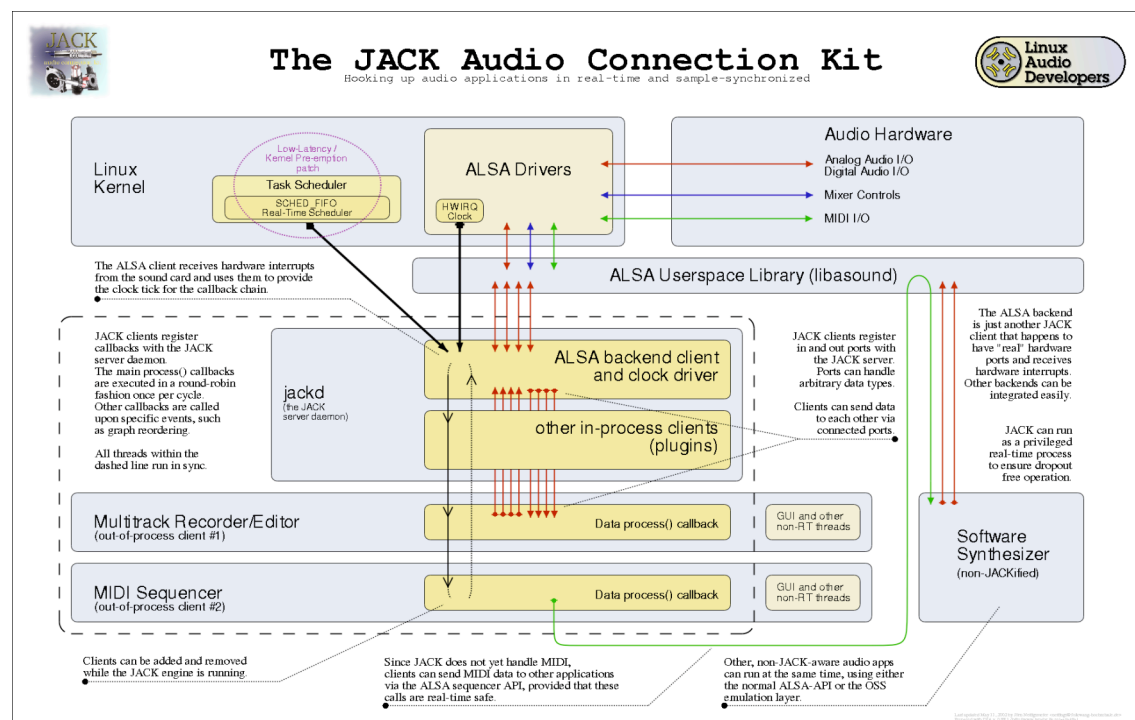 JACK
The JACK Audio Connection Kit
Hooking up audio applications in real-time and sample-synchronized
Linux
Audio
Developers
Linux
Kernel
Low-Latency /
Kernel Pre-emption
patch
Task Scheduler
SCHED_FIFO
Real-Time Scheduler
ALSA Drivers
HWIRQ
Clock
Audio Hardware
Analog Audio I/O
Digital Audio I/O
Mixer Controls
MIDI I/O
The ALSA client receives hardware interrupts
from the sound card and uses them to provide
the clock tick for the callback chain.
ALSA Userspace Library (libasound)
JACK clients register
callbacks with the JACK
server daemon.
The main process() callbacks
are executed in a round-robin
fashion once per cycle.
Other callbacks are called
upon specific events, such
as graph reordering.
All threads within the
dashed line run in sync.
jackd
(the JACK
server daemon)
ALSA backend client
and clock driver
other in-process clients
(plugins)
JACK clients register
in and out ports with
the JACK server.
Ports can handle
arbitrary data types.
Clients can send data
to each other via
connected ports.
The ALSA backend
is just another JACK
client that happens to
have "real" hardware
ports and receives
hardware interrupts.
Other backends can be
integrated easily.
JACK can run
as a privileged
real-time process
to ensure dropout
free operation.
Multitrack Recorder/Editor
(out-of-process client #1)
Data process() callback
GUI and other
non-RT threads
MIDI Sequencer
(out-of-process client #2)
Data process() callback
GUI and other
non-RT threads
Software
Synthesizer
(non-JACKified)
Clients can be added and removed
while the JACK engine is running.
Since JACK does not yet handle MIDI,
clients can send MIDI data to other applications
via the ALSA sequencer API, provided that these
calls are real-time safe.
Other, non-JACK-aware audio apps
can run at the same time, using either
the normal ALSA-API or the OSS
emulation layer.